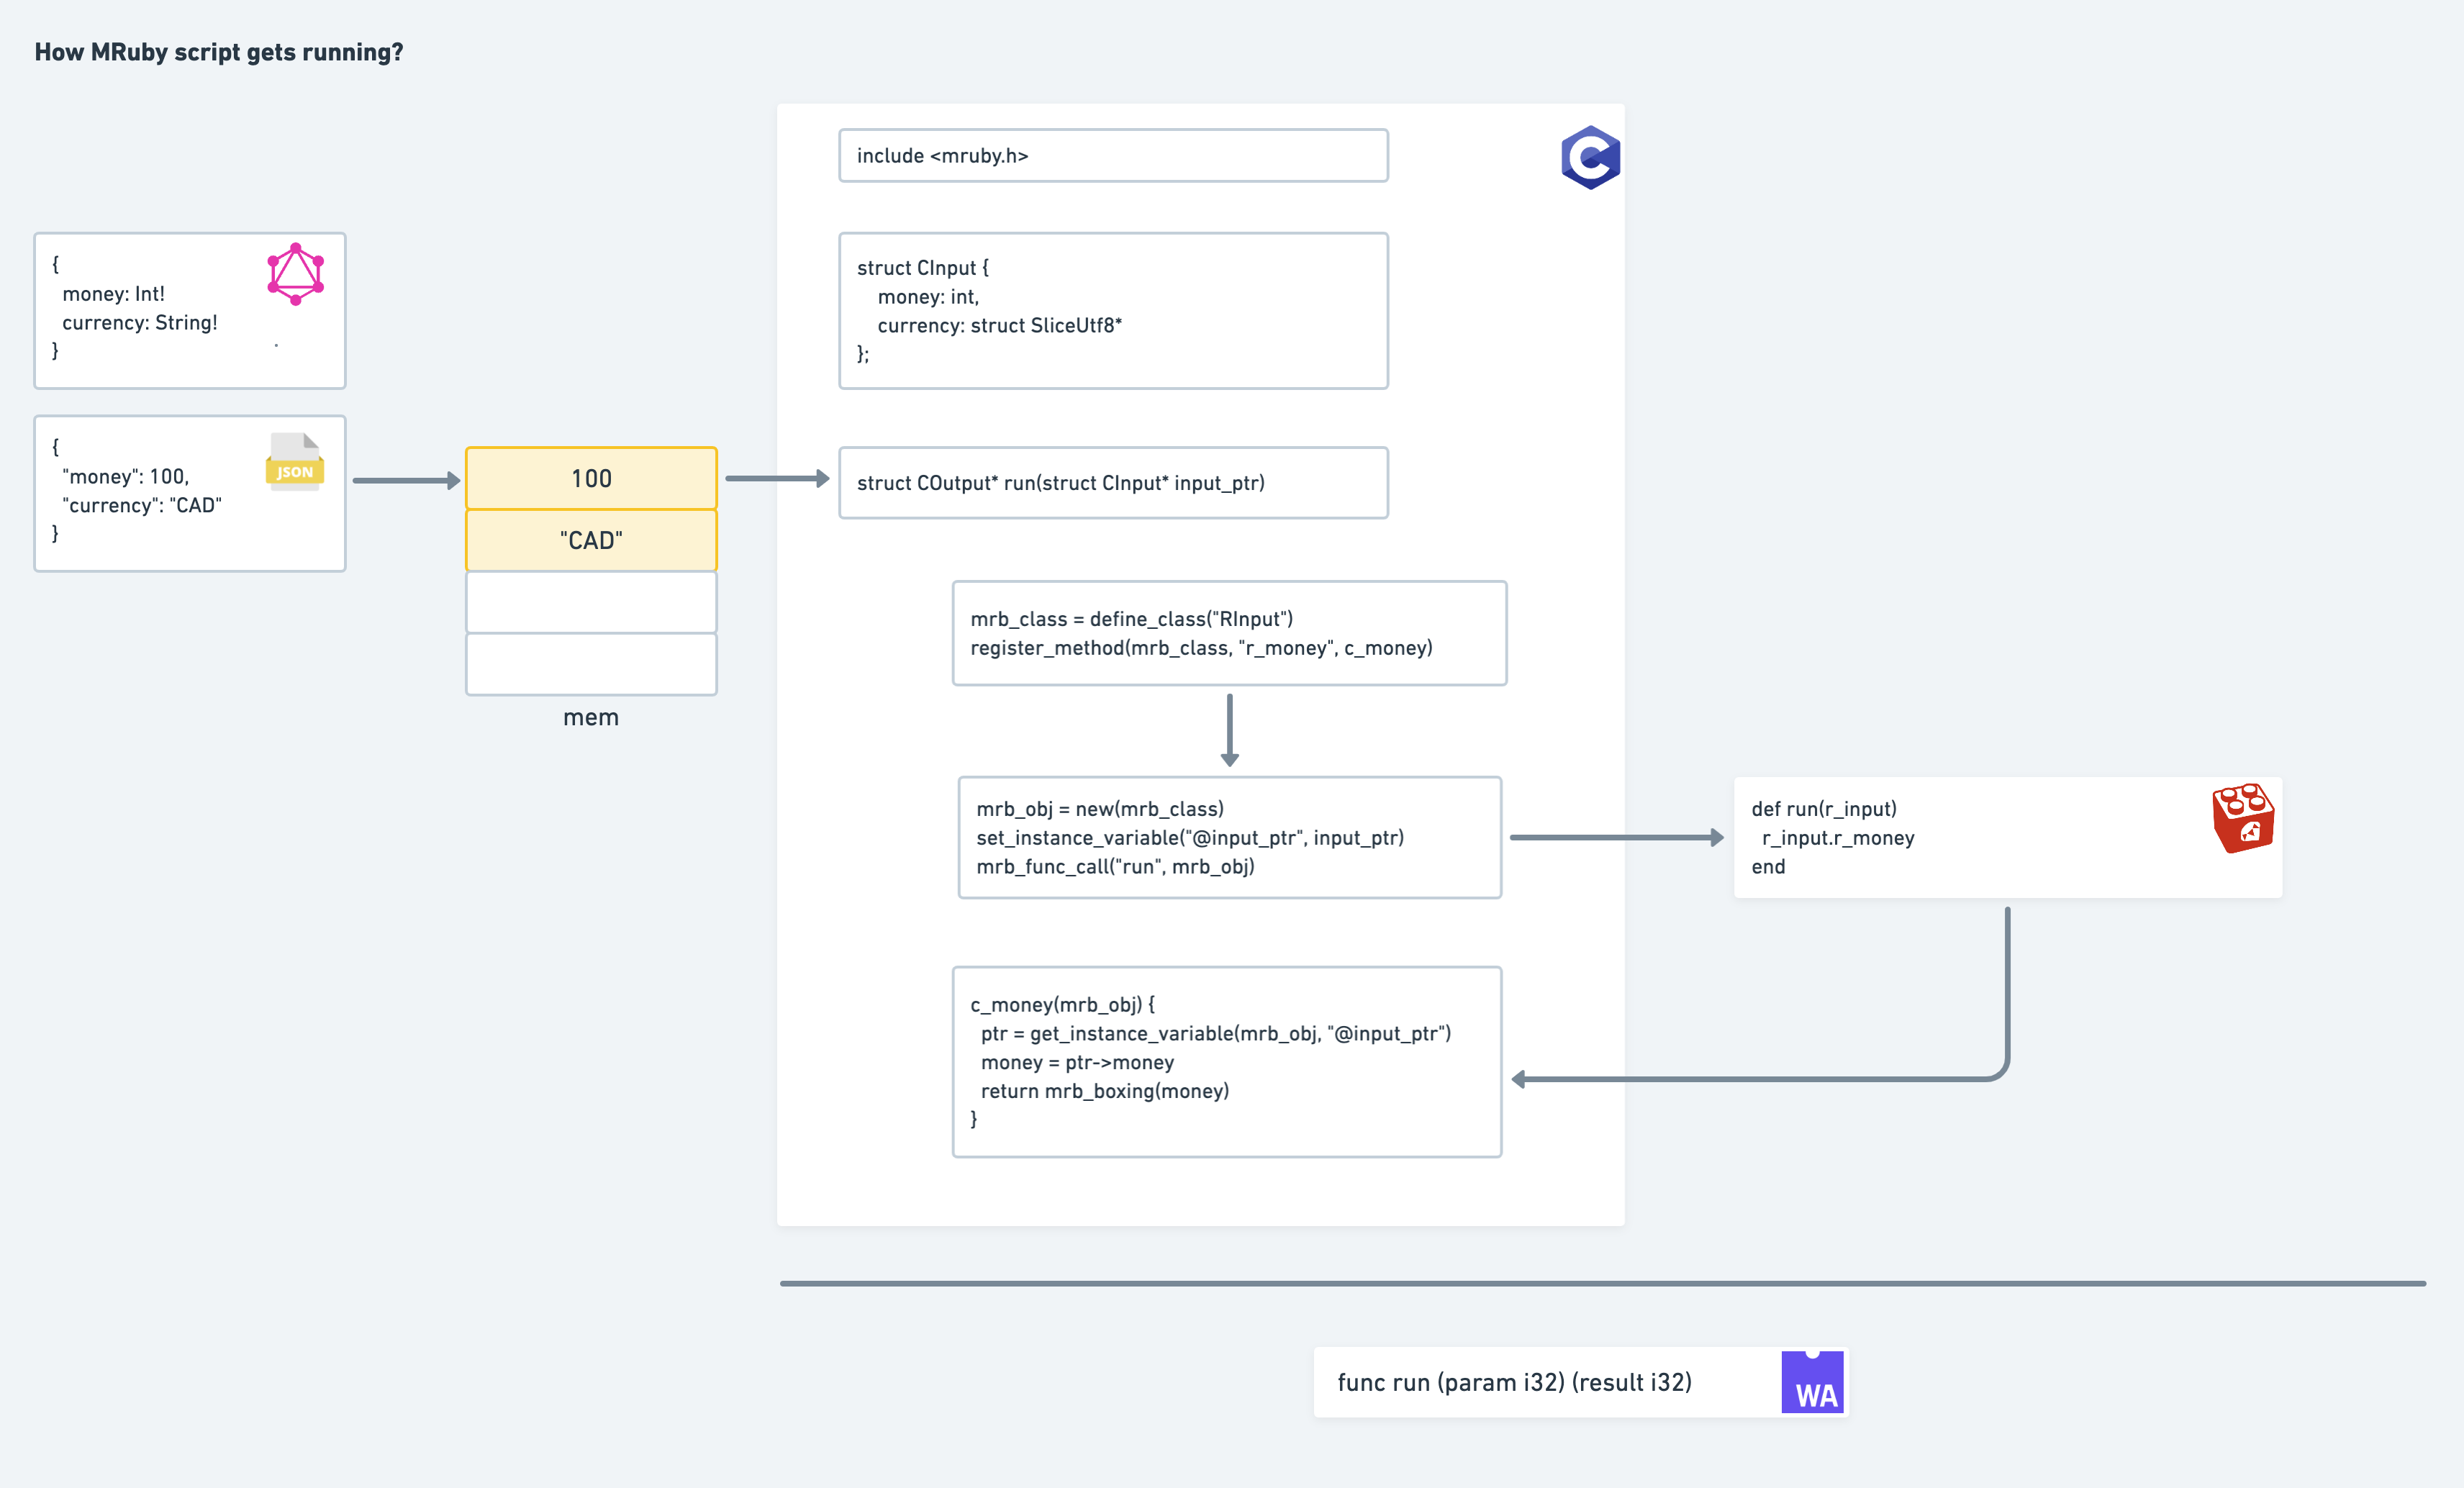 How MRuby script gets running?
include <mruby.h>
{
money: Int!
currency: String!
}
struct CInput {
money: int,
currency: struct SliceUtf8*
};
{
"money": 100,
"currency": "CAD"
}
JSON
100
"CAD"
mem
struct COutput* run(struct CInput* input_ptr)
mrb_class = define_class("RInput")
register_method(mrb_class, "r_money", c_money)
mrb_obj = new(mrb_class)
set_instance_variable("@input_ptr", input_ptr)
mrb_func_call("run", mrb_obj)
def run(r_input)
r_input.r_money
end
c_money(mrb_obj) {
ptr = get_instance_variable(mrb_obj, "@input_ptr")
money = ptr->money
return mrb_boxing(money)
}
func run (param i32) (result i32)
WA